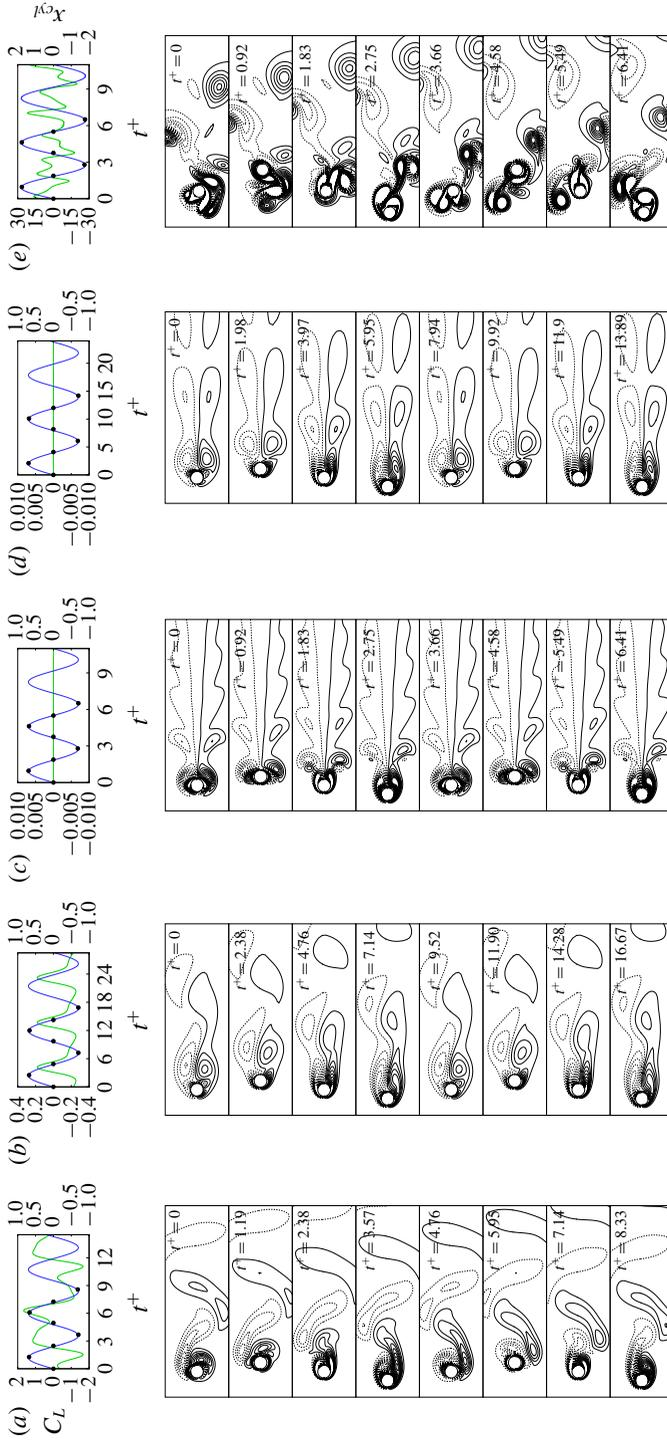 (a)
C_L
2
1
0
−1
−2
1.0
0.5
0
−0.5
−1.0
0 3 6 9 12
t⁺
t⁺ = 0
t⁺ = 1.19
t⁺ = 2.38
t⁺ = 3.57
t⁺ = 4.76
t⁺ = 5.95
t⁺ = 7.14
t⁺ = 8.33
(b)
0.4
0.2
0
−0.2
−0.4
1.0
0.5
0
−0.5
−1.0
0 6 12 18 24
t⁺
t⁺ = 0
t⁺ = 2.38
t⁺ = 4.76
t⁺ = 7.14
t⁺ = 9.52
t⁺ = 11.90
t⁺ = 14.28
t⁺ = 16.67
(c)
0.010
0.005
0
−0.005
−0.010
1.0
0.5
0
−0.5
−1.0
0 3 6 9
t⁺
t⁺ = 0
t⁺ = 0.92
t⁺ = 1.83
t⁺ = 2.75
t⁺ = 3.66
t⁺ = 4.58
t⁺ = 5.49
t⁺ = 6.41
(d)
0.010
0.005
0
−0.005
−0.010
1.0
0.5
0
−0.5
−1.0
0 5 10 15 20
t⁺
t⁺ = 0
t⁺ = 1.98
t⁺ = 3.97
t⁺ = 5.95
t⁺ = 7.94
t⁺ = 9.92
t⁺ = 11.9
t⁺ = 13.89
(e)
30
15
0
−15
−30
2
1
0
−1
−2
x_cyl
0 3 6 9
t⁺
t⁺ = 0
t⁺ = 0.92
t⁺ = 1.83
t⁺ = 2.75
t⁺ = 3.66
t⁺ = 4.58
t⁺ = 5.49
t⁺ = 6.41